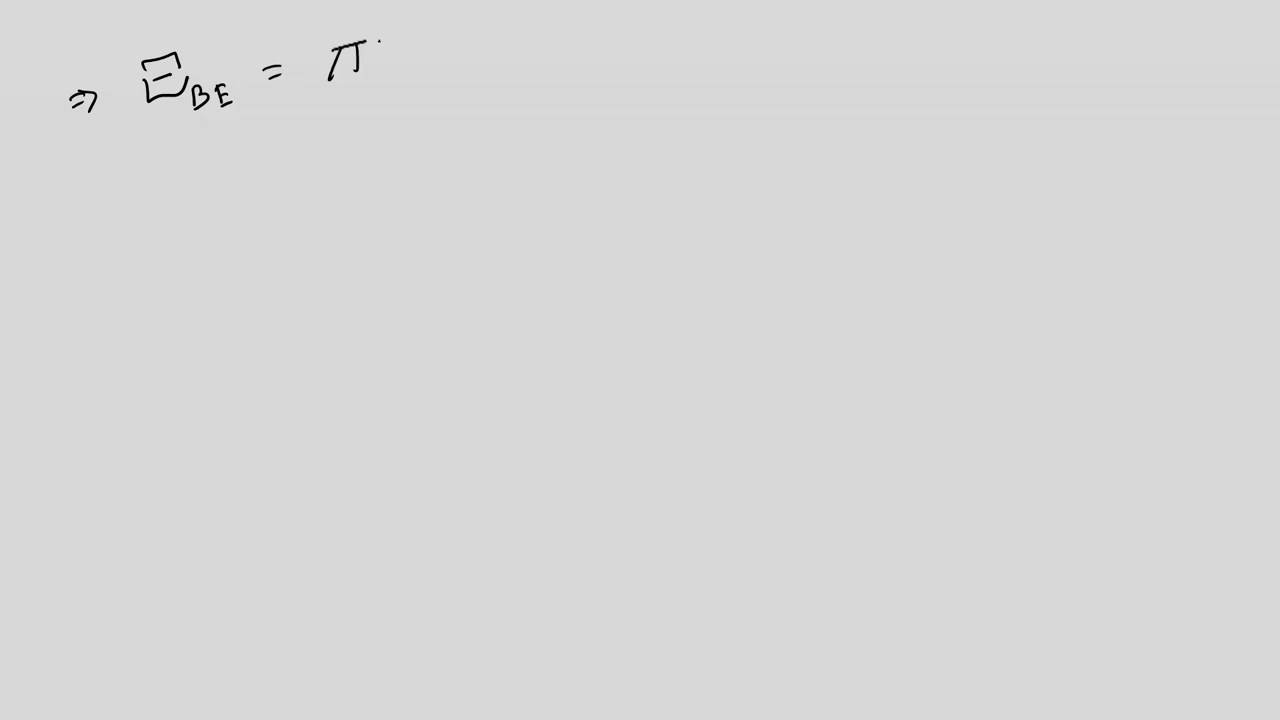 ⇒ Ξ_BE = Π